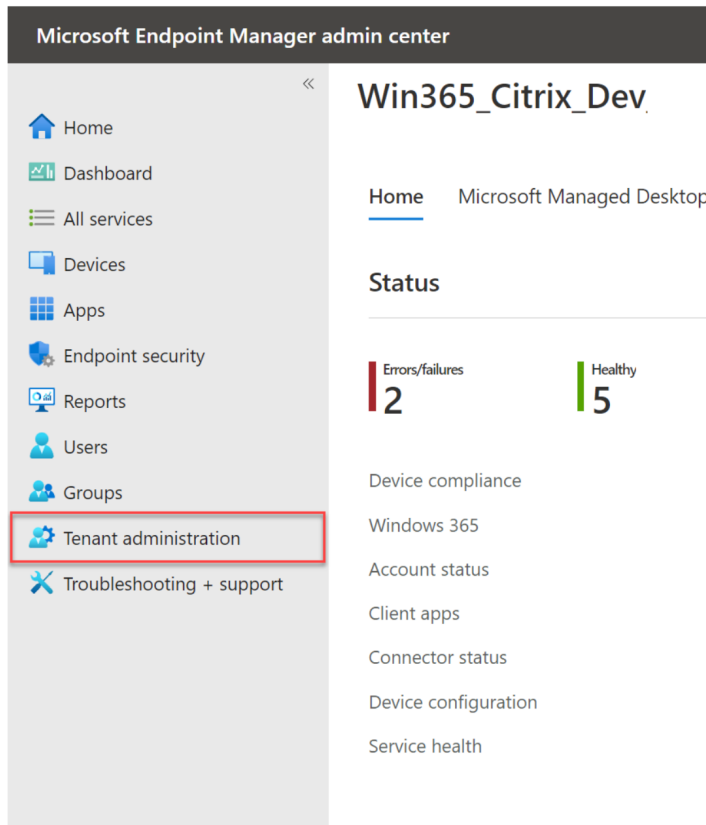 Microsoft Endpoint Manager admin center
«
Home
Dashboard
All services
Devices
Apps
Endpoint security
Reports
Users
Groups
Tenant administration
Troubleshooting + support
Win365_Citrix_Dev
Home Microsoft Managed Desktop
Status
Errors/failures
2
Healthy
5
Device compliance
Windows 365
Account status
Client apps
Connector status
Device configuration
Service health